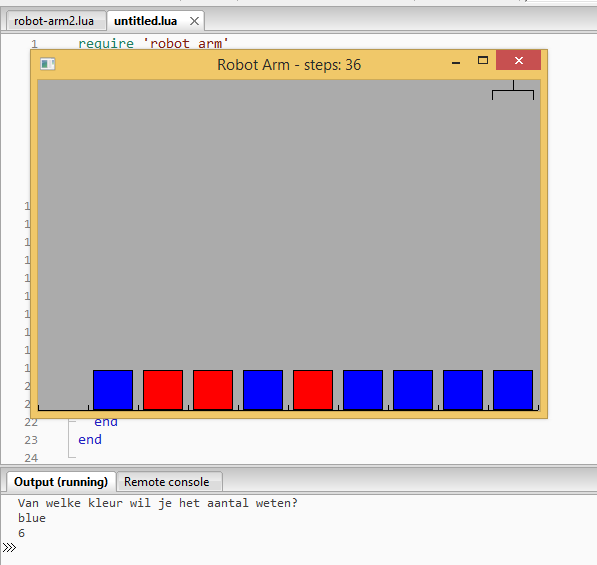 robot-arm2.lua untitled.lua
1 require 'robot arm'
Robot Arm - steps: 36
22 end
23 end
24
Output (running) Remote console
Van welke kleur wil je het aantal weten?
blue
6